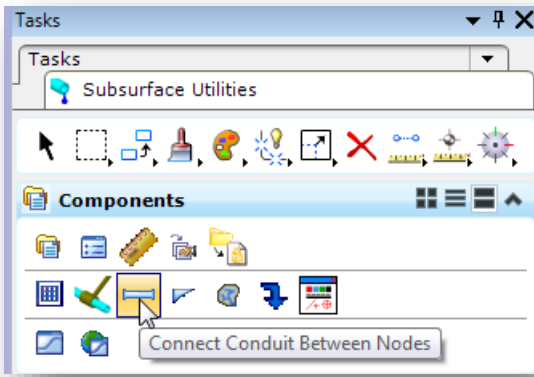 Tasks
Tasks
Subsurface Utilities
Components
Connect Conduit Between Nodes